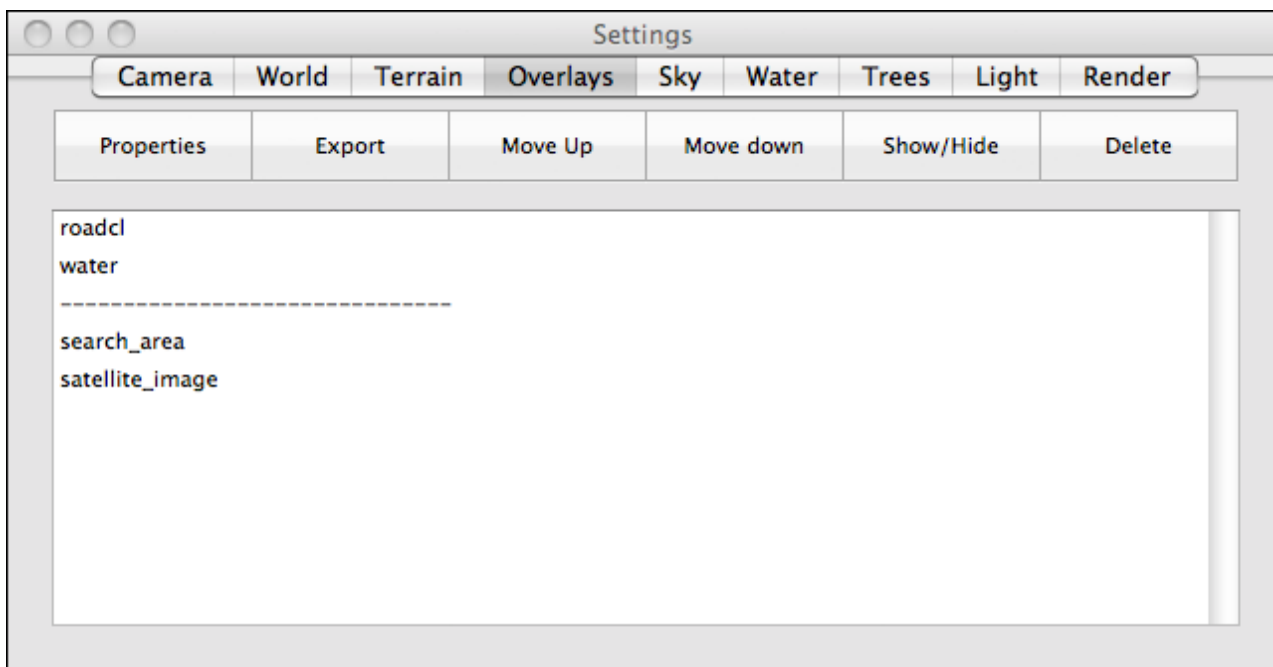 Settings
Camera World Terrain Overlays Sky Water Trees Light Render
Properties Export Move Up Move down Show/Hide Delete
roadcl
water
--------------------------------
search_area
satellite_image